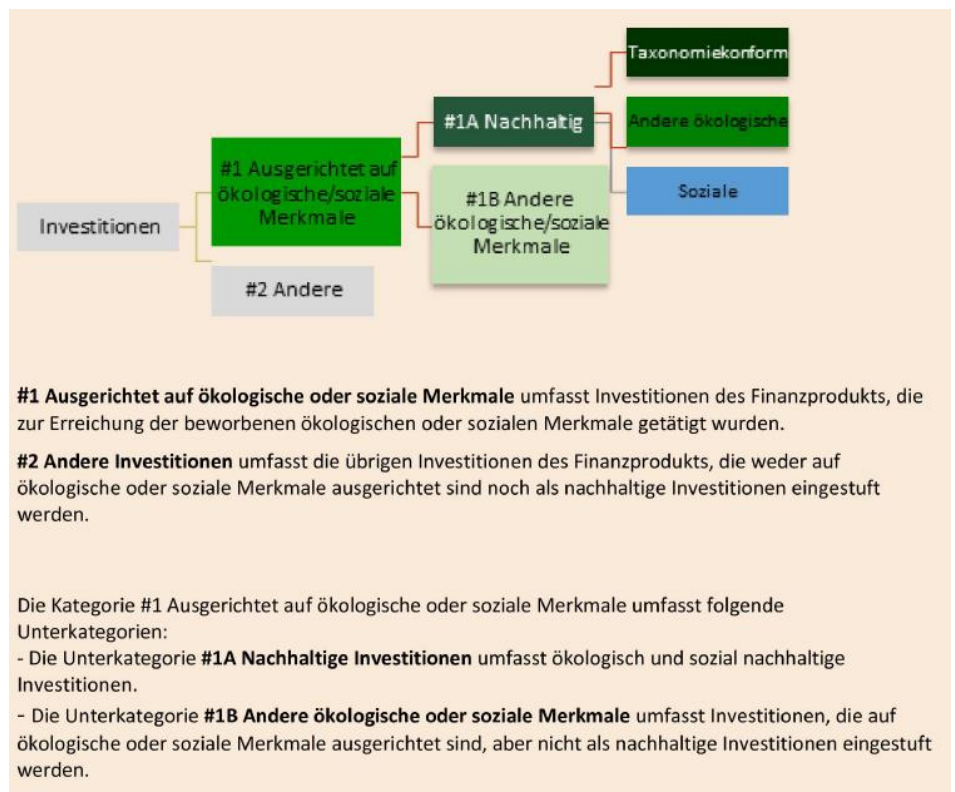 Taxonomiekonform
#1A Nachhaltig
Andere ökologische
#1 Ausgerichtet auf
ökologische/soziale
Merkmale
#1B Andere
ökologische/soziale
Merkmale
Soziale
Investitionen
#2 Andere
#1 Ausgerichtet auf ökologische oder soziale Merkmale umfasst Investitionen des Finanzprodukts, die
zur Erreichung der beworbenen ökologischen oder sozialen Merkmale getätigt wurden.
#2 Andere Investitionen umfasst die übrigen Investitionen des Finanzprodukts, die weder auf
ökologische oder soziale Merkmale ausgerichtet sind noch als nachhaltige Investitionen eingestuft
werden.
Die Kategorie #1 Ausgerichtet auf ökologische oder soziale Merkmale umfasst folgende
Unterkategorien:
- Die Unterkategorie #1A Nachhaltige Investitionen umfasst ökologisch und sozial nachhaltige
Investitionen.
- Die Unterkategorie #1B Andere ökologische oder soziale Merkmale umfasst Investitionen, die auf
ökologische oder soziale Merkmale ausgerichtet sind, aber nicht als nachhaltige Investitionen eingestuft
werden.